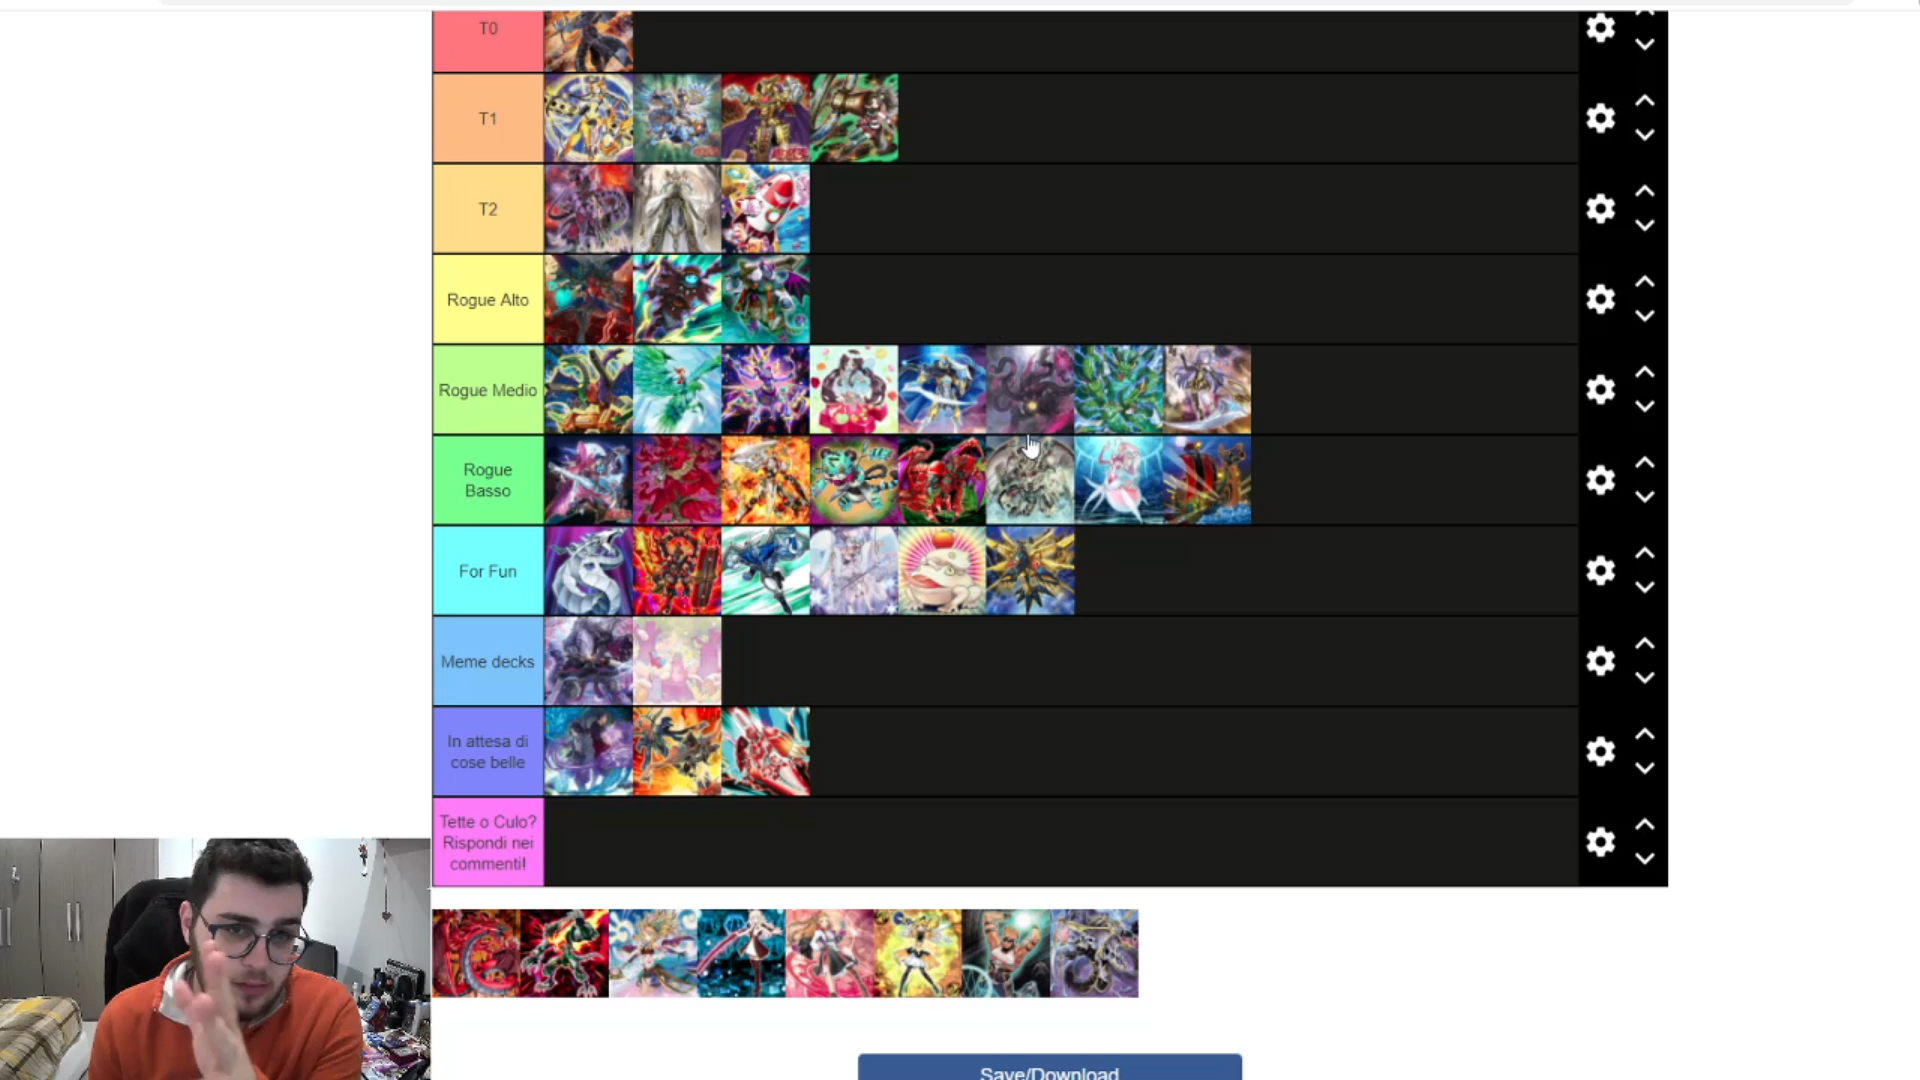 T0
T1
T2
Rogue Alto
Rogue Medio
Rogue
Basso
For Fun
Meme decks
In attesa di
cose belle
Tette o Culo?
Rispondi nei
commenti!
Save/Download